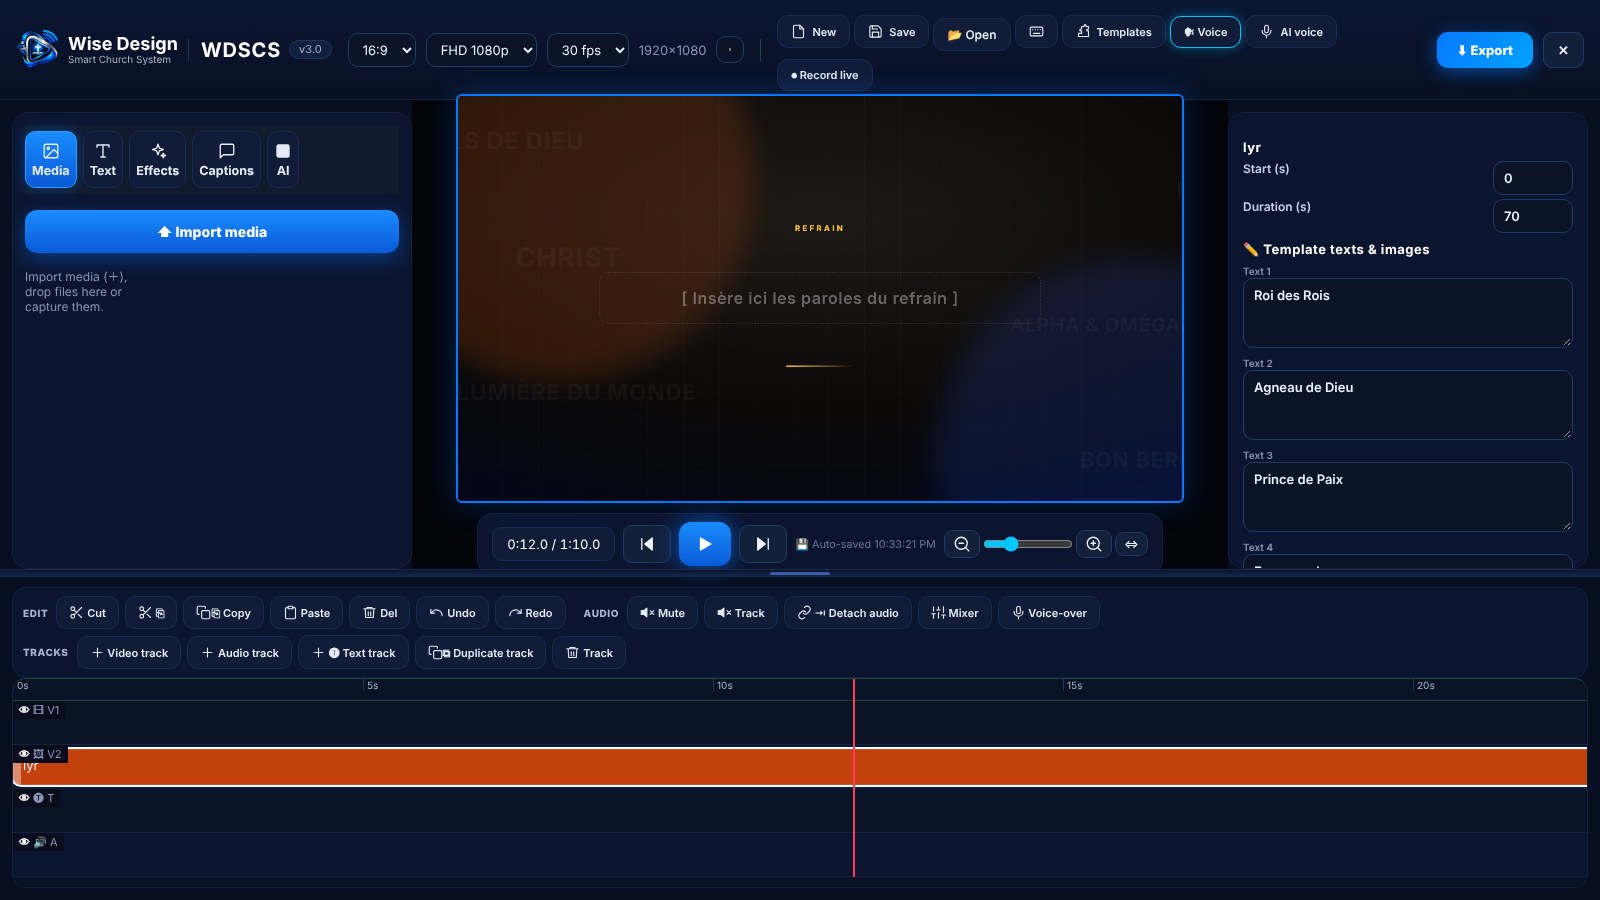 Wise Design
Smart Church System
WDSCS
v3.0
16:9
FHD 1080p
30 fps
1920×1080
New
Save
Open
Templates
Voice
AI voice
Record live
Export
Media
Text
Effects
Captions
AI
Import media
Import media (+),
drop files here or
capture them.
S DE DIEU
CHRIST
REFRAIN
[ Insère ici les paroles du refrain ]
ALPHA & OMÉGA
LUMIÈRE DU MONDE
BON BER
0:12.0 / 1:10.0
Auto-saved 10:33:21 PM
lyr
Start (s)
0
Duration (s)
70
Template texts & images
Text 1
Roi des Rois
Text 2
Agneau de Dieu
Text 3
Prince de Paix
Text 4
EDIT
Cut
Copy
Paste
Del
Undo
Redo
AUDIO
Mute
Track
Detach audio
Mixer
Voice-over
TRACKS
+ Video track
+ Audio track
+ Text track
Duplicate track
Track
0s
5s
10s
15s
20s
V1
V2
lyr
T
A